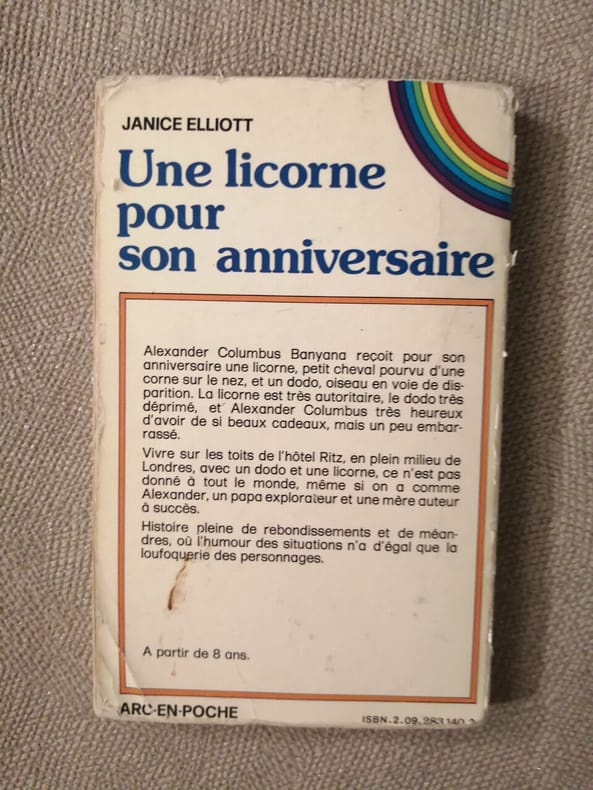 JANICE ELLIOTT
Une licorne
pour
son anniversaire
Alexander Columbus Banyana reçoit pour son
anniversaire une licorne, petit cheval pourvu d'une
corne sur le nez, et un dodo, oiseau en voie de dis-
parition. La licorne est très autoritaire, le dodo très
déprimé, et Alexander Columbus très heureux
d'avoir de si beaux cadeaux, mais un peu embar-
rassé.
Vivre sur les toits de l'hôtel Ritz, en plein milieu de
Londres, avec un dodo et une licorne, ce n'est pas
donné à tout le monde, même si on a comme
Alexander, un papa explorateur et une mère auteur
à succès.
Histoire pleine de rebondissements et de méan-
dres, où l'humour des situations n'a d'égal que la
loufoquerie des personnages.
A partir de 8 ans.
ARC-EN-POCHE
ISBN.2.09.283.140